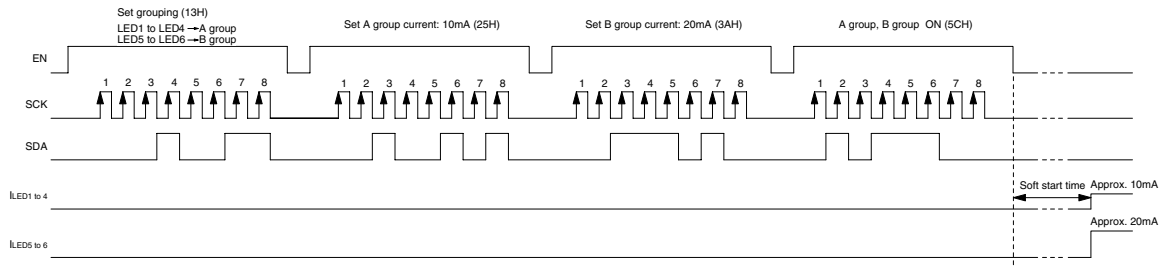 Set grouping (13H)
LED1 to LED4 → A group
LED5 to LED6 → B group
Set A group current: 10mA (25H)
Set B group current: 20mA (3AH)
A group, B group ON (5CH)
EN
1 2 3 4 5 6 7 8
1 2 3 4 5 6 7 8
1 2 3 4 5 6 7 8
1 2 3 4 5 6 7 8
SCK
SDA
Soft start time
Approx. 10mA
ILED1 to 4
Approx. 20mA
ILED5 to 6